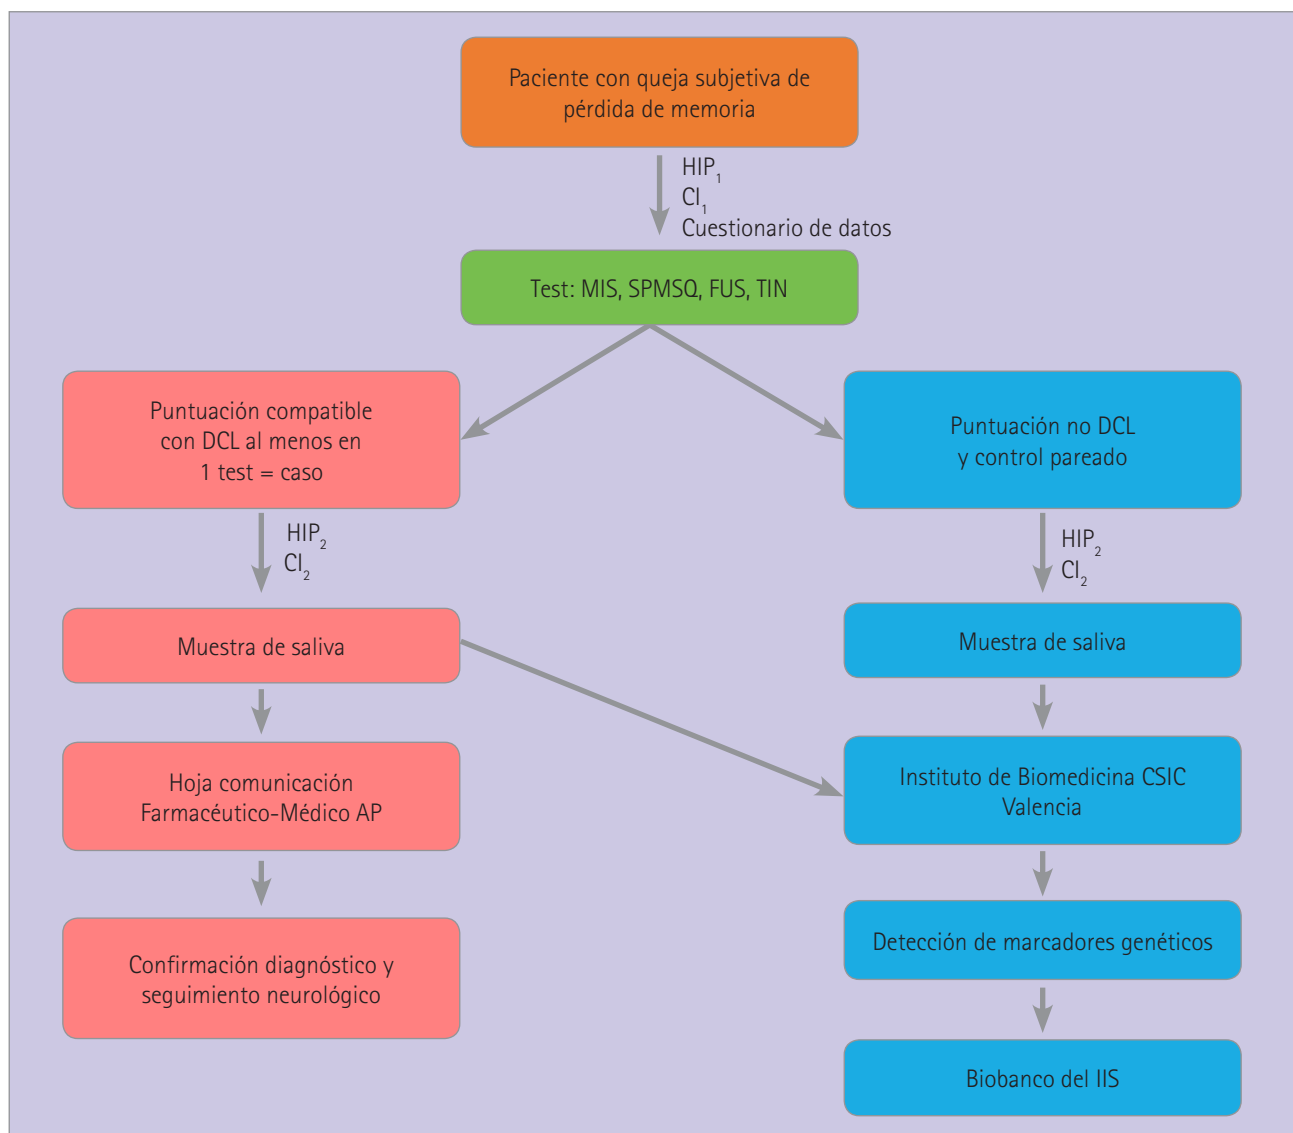 Paciente con queja subjetiva de
pérdida de memoria
HIP₁
CI₁
Cuestionario de datos
Test: MIS, SPMSQ, FUS, TIN
Puntuación compatible
con DCL al menos en
1 test = caso
Puntuación no DCL
y control pareado
HIP₂
CI₂
HIP₂
CI₂
Muestra de saliva
Muestra de saliva
Hoja comunicación
Farmacéutico-Médico AP
Instituto de Biomedicina CSIC
Valencia
Confirmación diagnóstico y
seguimiento neurológico
Detección de marcadores genéticos
Biobanco del IIS